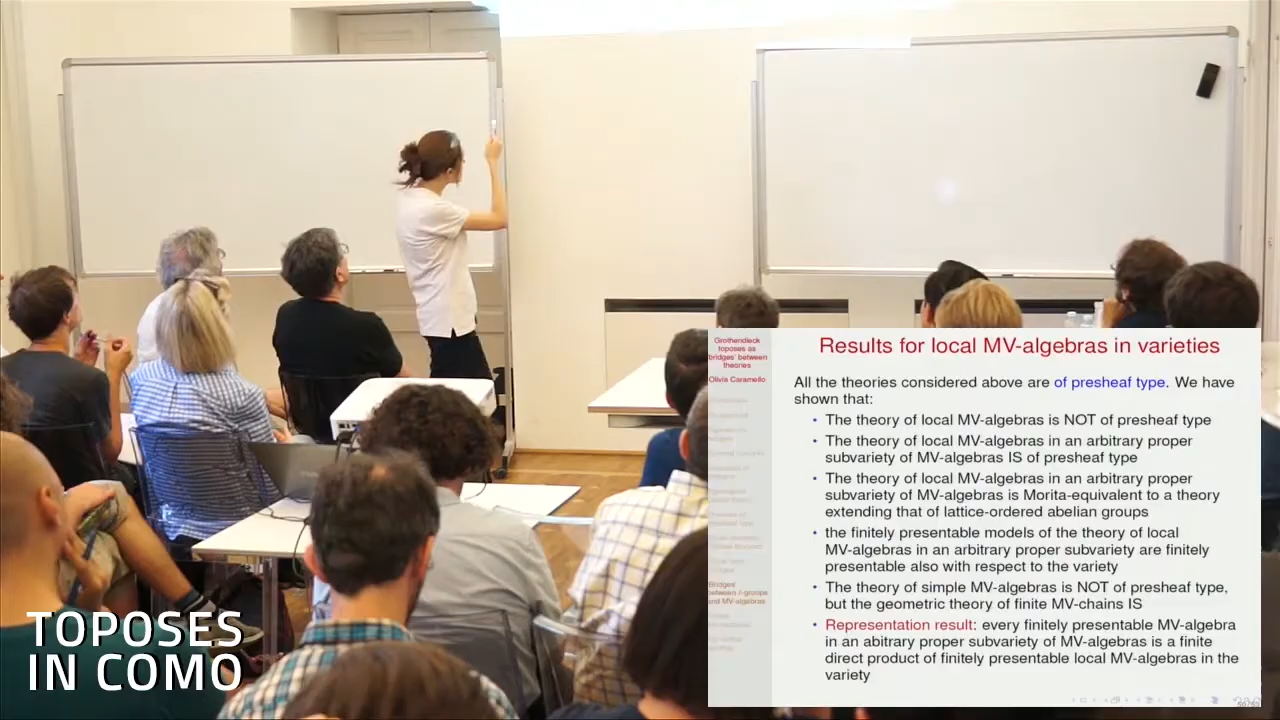 TOPOSES
IN COMO
Grothendieck
toposes as
'bridges' between
theories
Olivia Caramello
'Bridges'
between ℓ-groups
and MV-algebras
Results for local MV-algebras in varieties
All the theories considered above are of presheaf type. We have
shown that:
• The theory of local MV-algebras is NOT of presheaf type
• The theory of local MV-algebras in an arbitrary proper
subvariety of MV-algebras IS of presheaf type
• The theory of local MV-algebras in an arbitrary proper
subvariety of MV-algebras is Morita-equivalent to a theory
extending that of lattice-ordered abelian groups
• the finitely presentable models of the theory of local
MV-algebras in an arbitrary proper subvariety are finitely
presentable also with respect to the variety
• The theory of simple MV-algebras is NOT of presheaf type,
but the geometric theory of finite MV-chains IS
• Representation result: every finitely presentable MV-algebra
in an abitrary proper subvariety of MV-algebras is a finite
direct product of finitely presentable local MV-algebras in the
variety